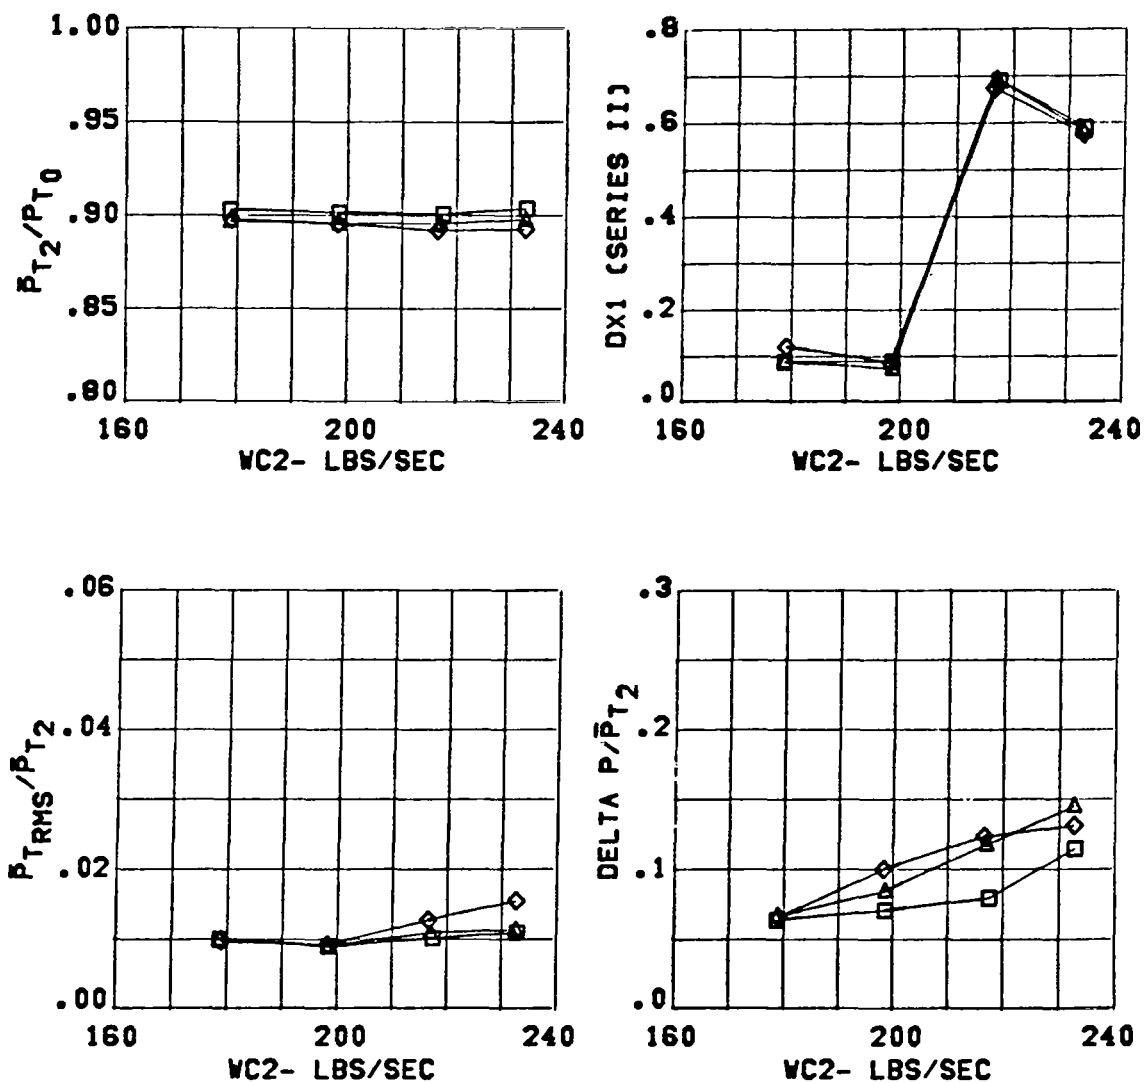 1.00
.95
.90
.85
.80
P̄T2/PT0
160 200 240
WC2- LBS/SEC
.8
.6
.4
.2
.0
DX1 (SERIES II)
160 200 240
WC2- LBS/SEC
.06
.04
.02
.00
P̄TRMS/P̄T2
160 200 240
WC2- LBS/SEC
.3
.2
.1
.0
DELTA P/P̄T2
160 200 240
WC2- LBS/SEC